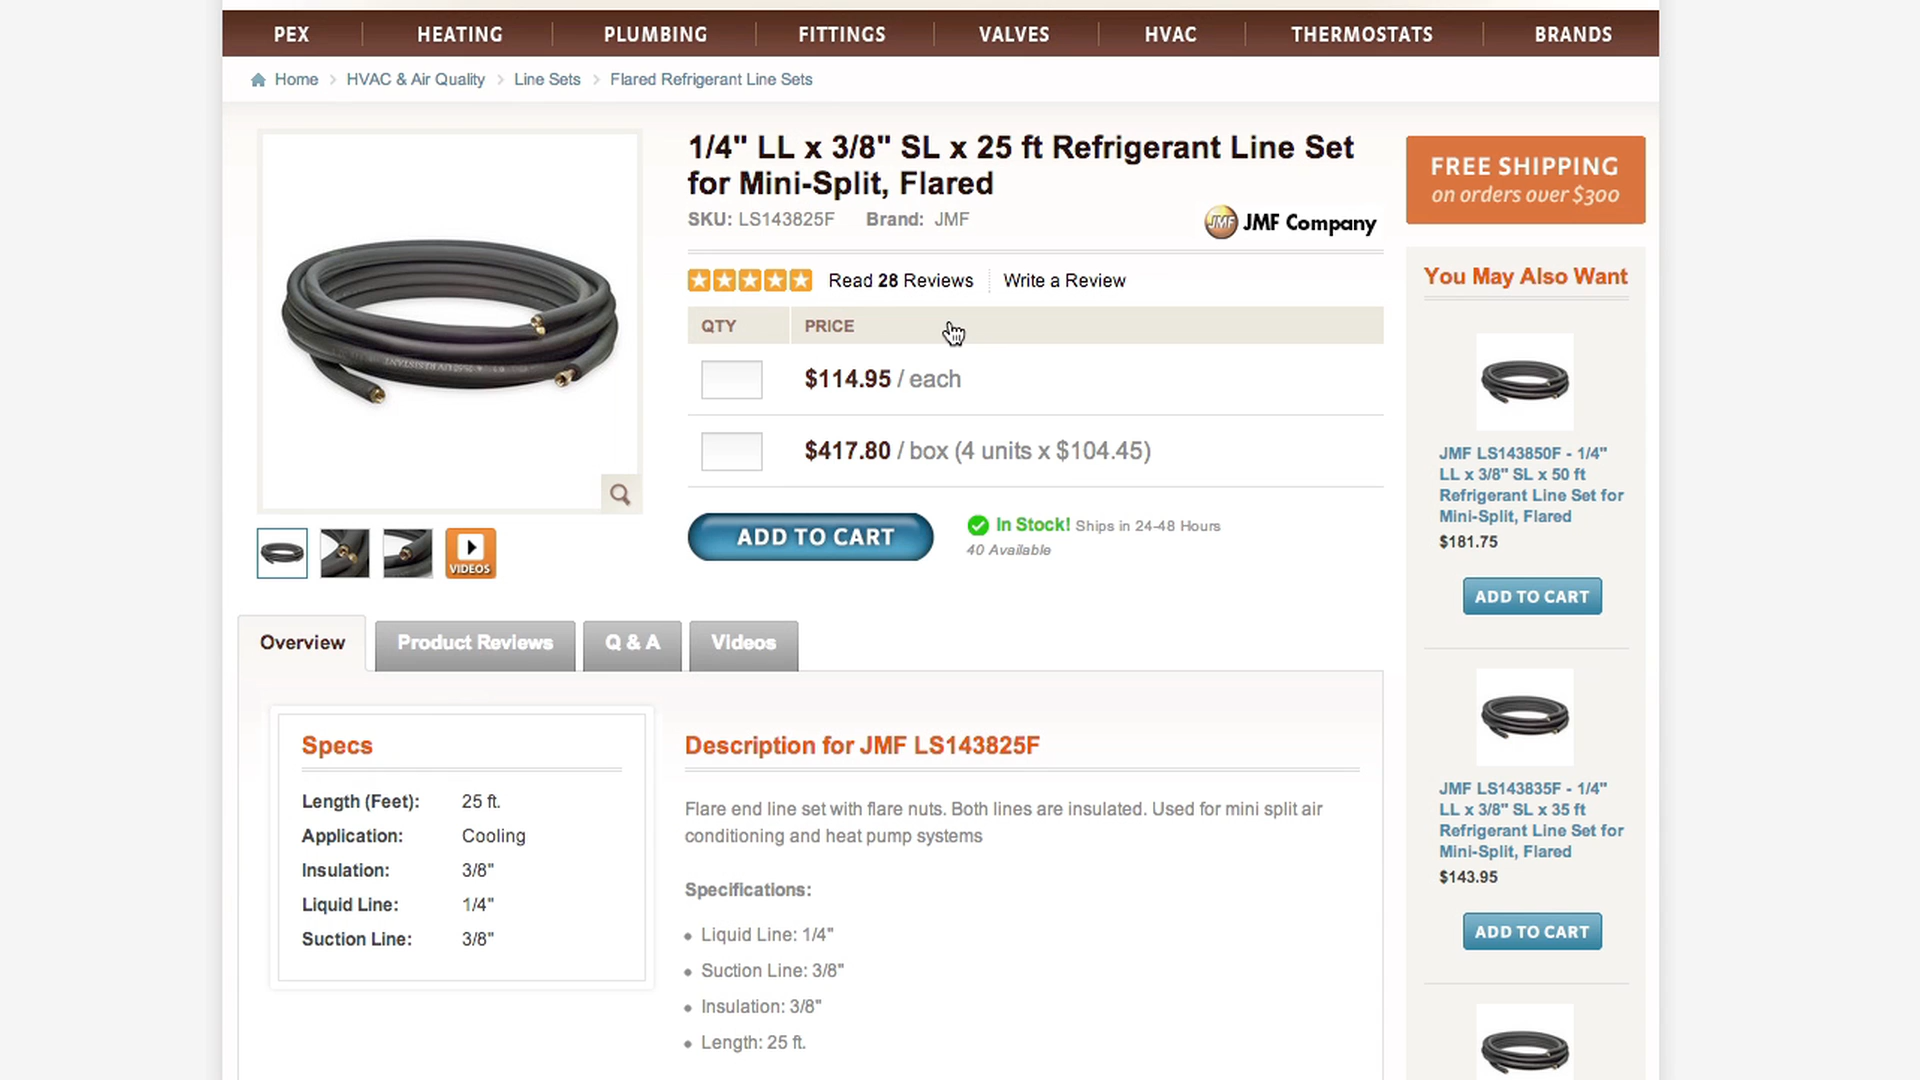 PEX
HEATING
PLUMBING
FITTINGS
VALVES
HVAC
THERMOSTATS
BRANDS
Home
HVAC & Air Quality
Line Sets
Flared Refrigerant Line Sets
1/4" LL x 3/8" SL x 25 ft Refrigerant Line Set
for Mini-Split, Flared
SKU: LS143825F Brand: JMF
JMF JMF Company
Read 28 Reviews
Write a Review
QTY
PRICE
$114.95 / each
$417.80 / box (4 units x $104.45)
ADD TO CART
In Stock! Ships in 24-48 Hours
40 Available
VIDEOS
Overview
Product Reviews
Q & A
Videos
Specs
Length (Feet): 25 ft.
Application: Cooling
Insulation: 3/8"
Liquid Line: 1/4"
Suction Line: 3/8"
Description for JMF LS143825F
Flare end line set with flare nuts. Both lines are insulated. Used for mini split air
conditioning and heat pump systems
Specifications:
Liquid Line: 1/4"
Suction Line: 3/8"
Insulation: 3/8"
Length: 25 ft.
FREE SHIPPING
on orders over $300
You May Also Want
JMF LS143850F - 1/4"
LL x 3/8" SL x 50 ft
Refrigerant Line Set for
Mini-Split, Flared
$181.75
ADD TO CART
JMF LS143835F - 1/4"
LL x 3/8" SL x 35 ft
Refrigerant Line Set for
Mini-Split, Flared
$143.95
ADD TO CART